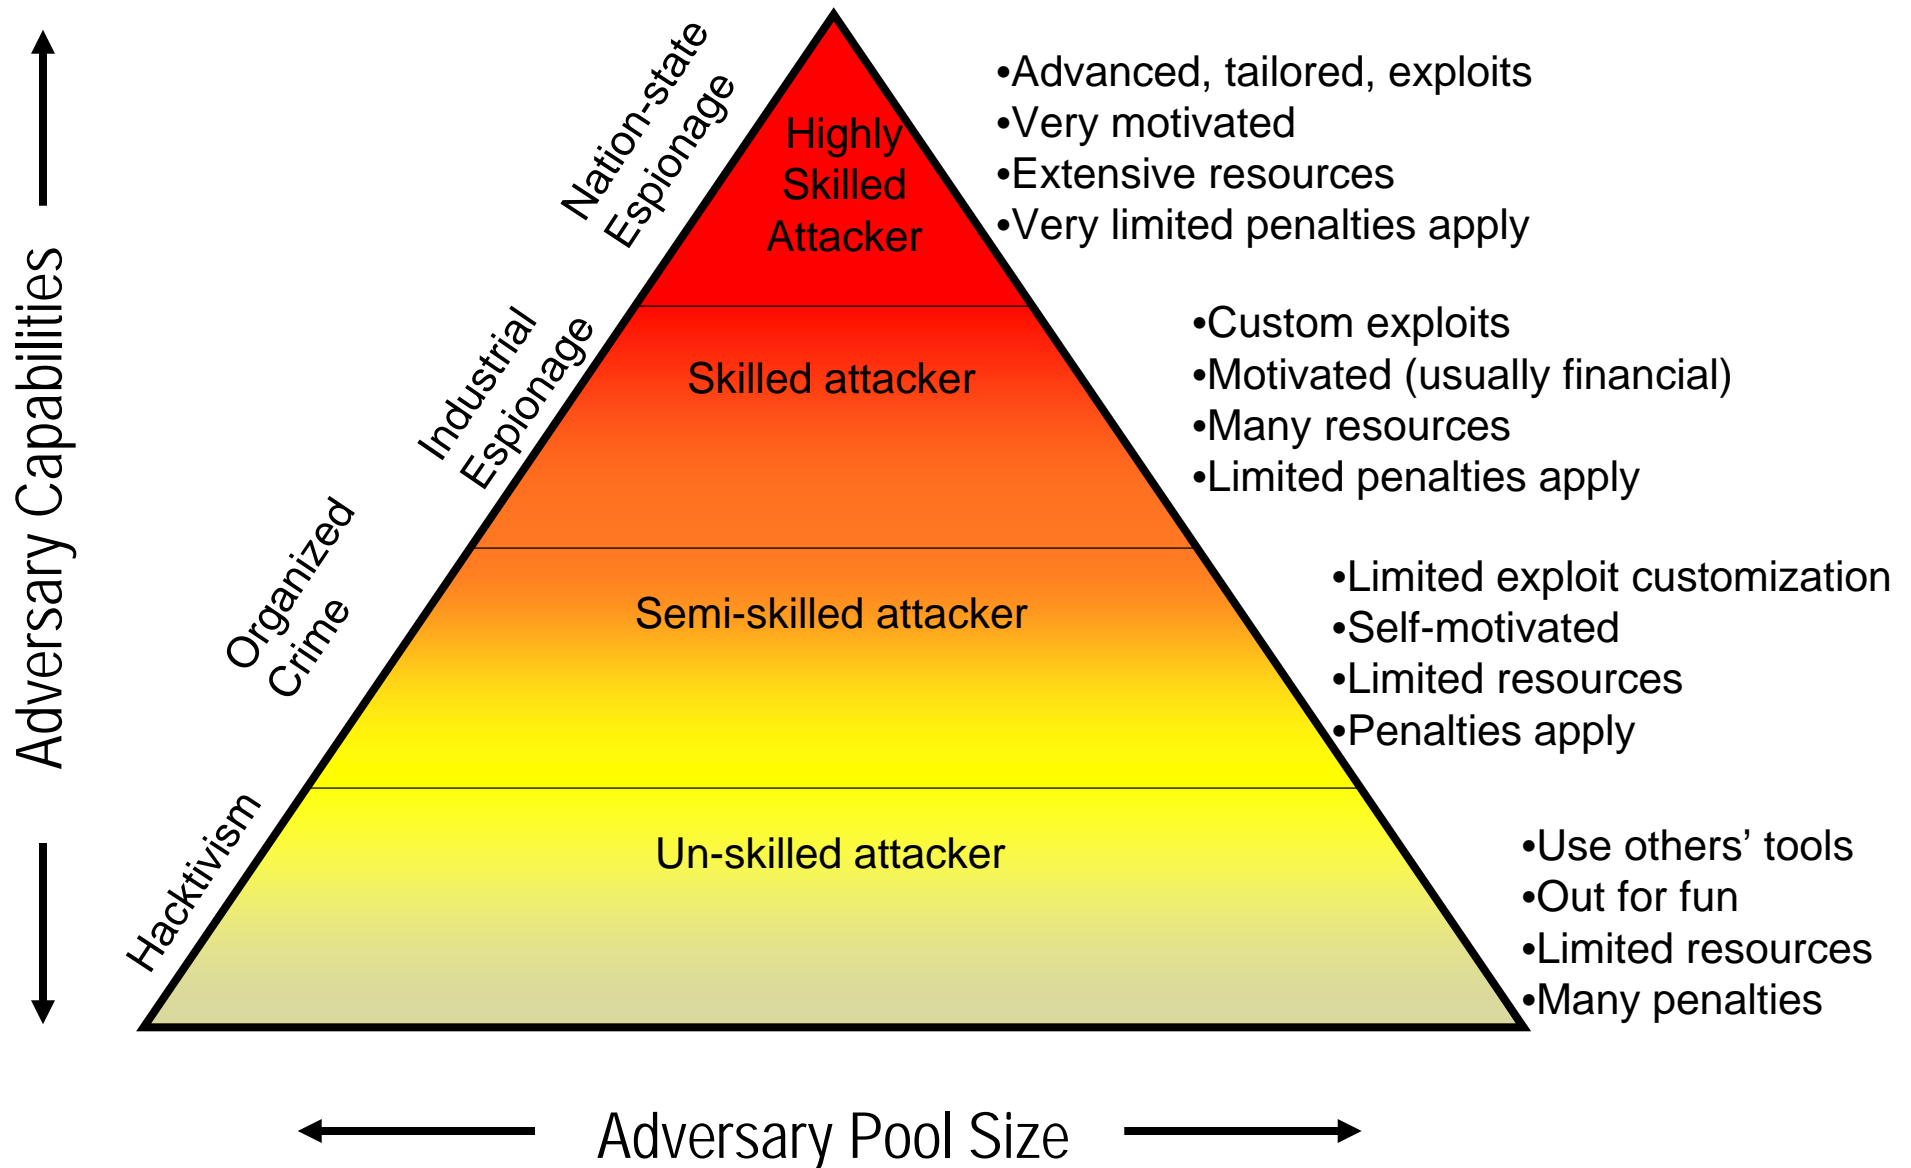 Adversary Capabilities
Nation-state
Espionage
Highly
Skilled
Attacker
•Advanced, tailored, exploits
•Very motivated
•Extensive resources
•Very limited penalties apply
Industrial
Espionage
Skilled attacker
•Custom exploits
•Motivated (usually financial)
•Many resources
•Limited penalties apply
Organized
Crime
Semi-skilled attacker
•Limited exploit customization
•Self-motivated
•Limited resources
•Penalties apply
Hacktivism
Un-skilled attacker
•Use others’ tools
•Out for fun
•Limited resources
•Many penalties
Adversary Pool Size